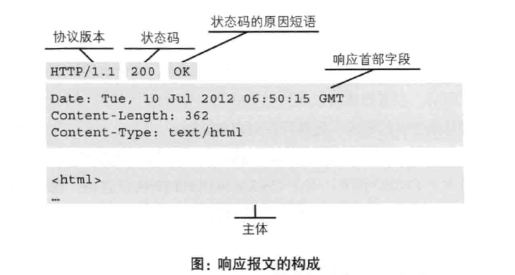 协议版本 状态码 状态码的原因短语
HTTP/1.1 200 OK
响应首部字段
Date: Tue, 10 Jul 2012 06:50:15 GMT
Content-Length: 362
Content-Type: text/html
<html>
…
主体
图：响应报文的构成